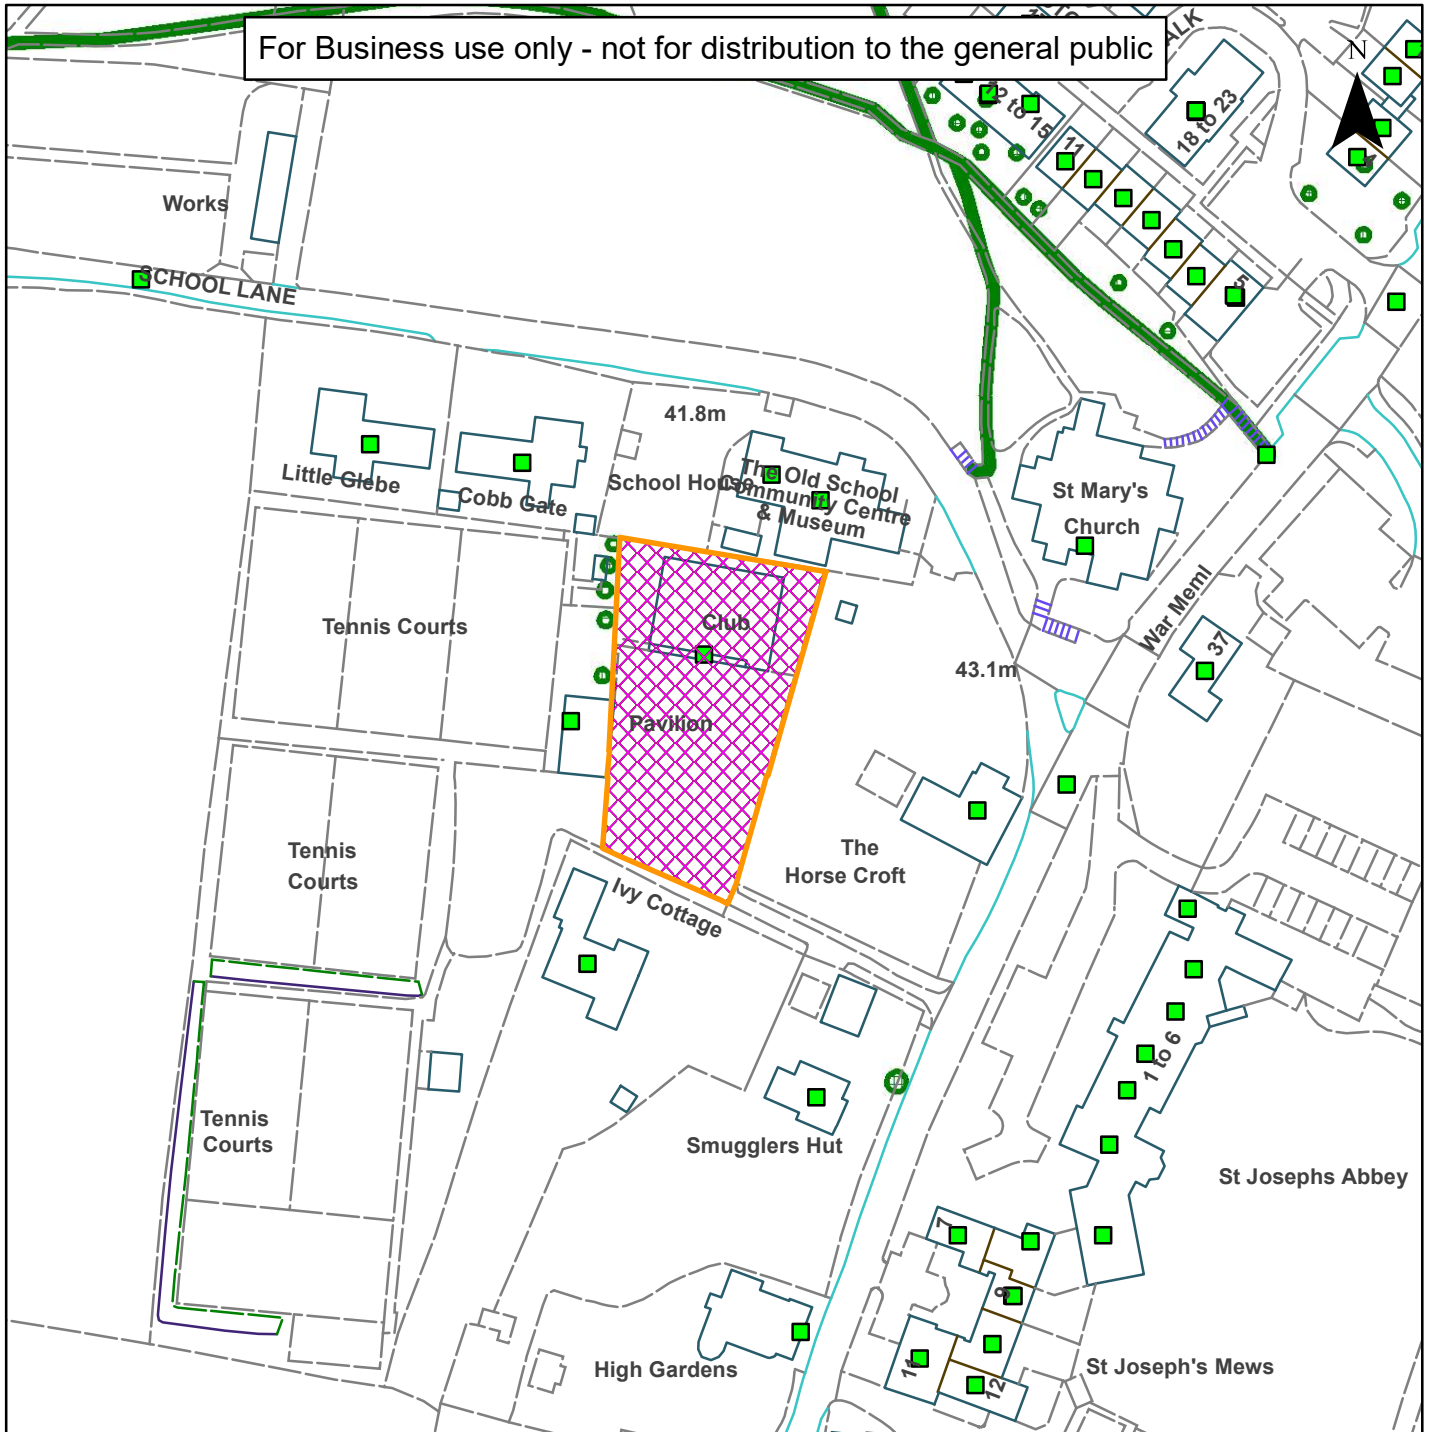 For Business use only - not for distribution to the general public
ALK
N
12 to 15
18 to 23
11
5
Works
SCHOOL LANE
41.8m
Little Glebe
Cobb Gate
School House
The Old School
Community Centre
& Museum
St Mary's
Church
War Meml
37
Tennis Courts
Club
43.1m
Pavilion
Tennis
Courts
The
Horse Croft
Ivy Cottage
1 to 6
Tennis
Courts
Smugglers Hut
St Josephs Abbey
7
9
High Gardens
11
12
St Joseph's Mews